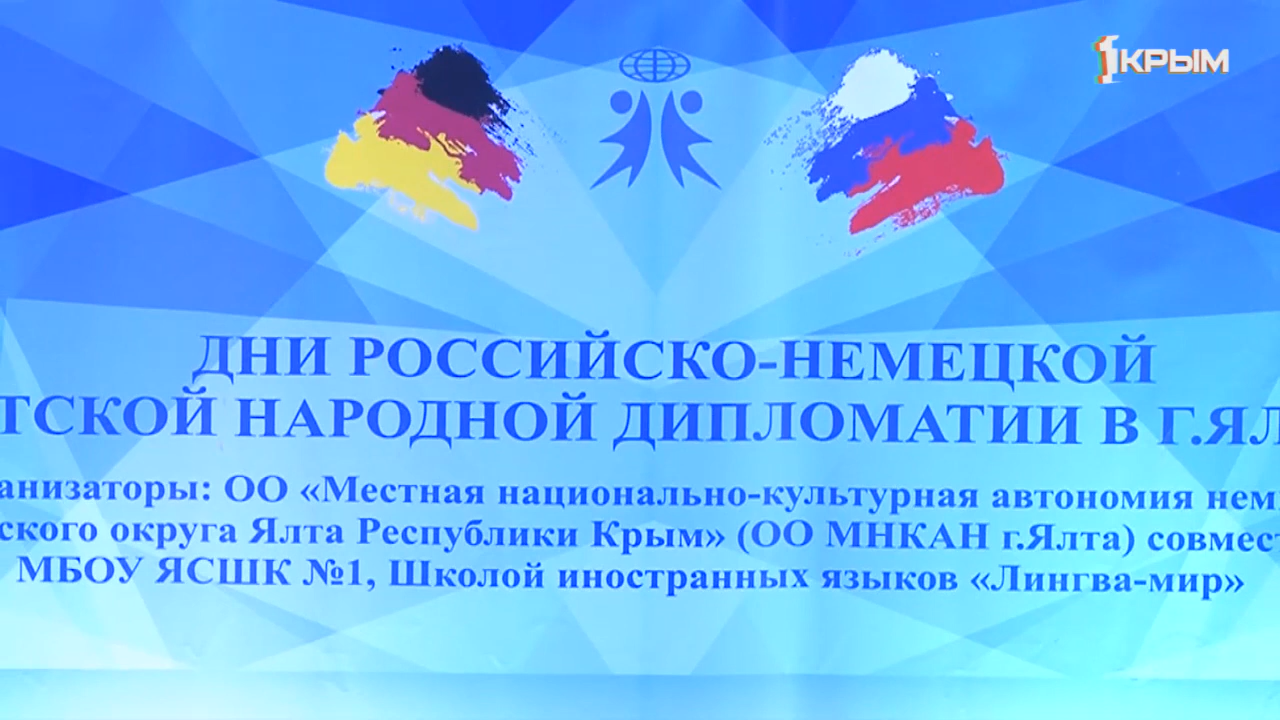 1КРЫМ
ДНИ РОССИЙСКО-НЕМЕЦКОЙ
ТСКОЙ НАРОДНОЙ ДИПЛОМАТИИ В Г.ЯЛ
анизаторы: ОО «Местная национально-культурная автономия нем
ского округа Ялта Республики Крым» (ОО МНКАН г.Ялта) совмест
МБОУ ЯСШК №1, Школой иностранных языков «Лингва-мир»